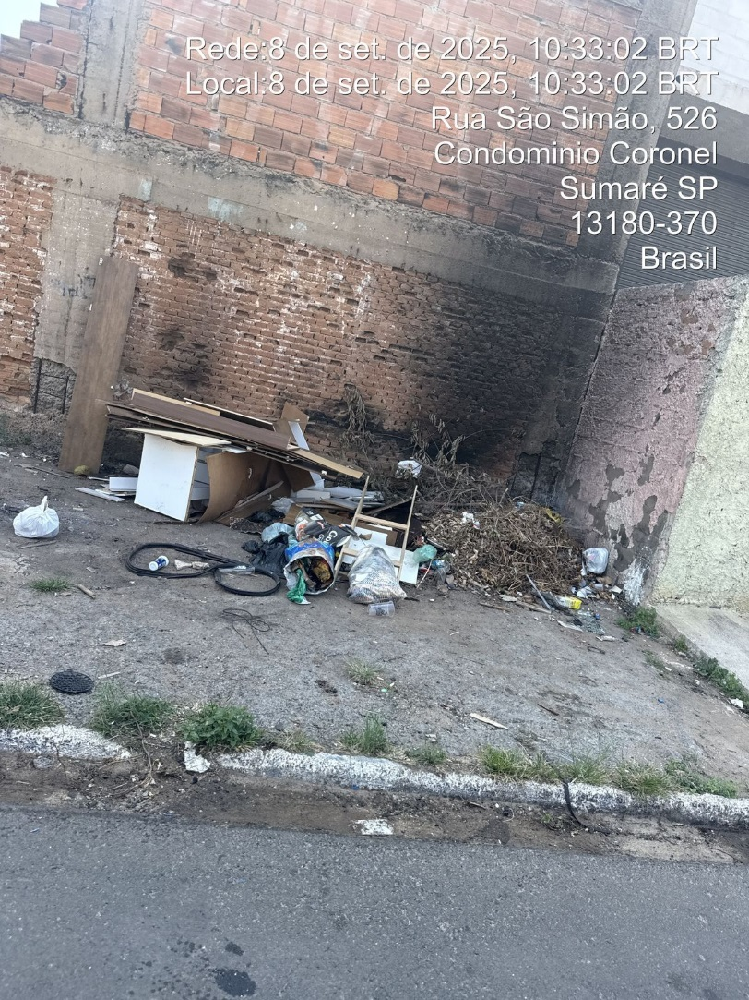 Rede:8 de set. de 2025, 10:33:02 BRT
Local:8 de set. de 2025, 10:33:02 BRT
Rua São Simão, 526
Condominio Coronel
Sumaré SP
13180-370
Brasil